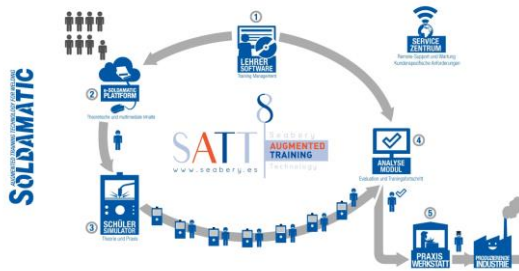 SOLDAMATIC
AUGMENTED TRAINING TECHNOLOGY FOR WELDING
1
LEHRER
SOFTWARE
Training Management
SERVICE
ZENTRUM
Remote-Support und Wartung
Kundenspezifische Anforderungen
2
e-SOLDAMATIC
PLATTFORM
Theoretische und multimediale Inhalte
SATT
www.seabery.es
Seabery
AUGMENTED
TRAINING
Technology
3
SCHÜLER
SIMULATOR
Theorie und Praxis
4
ANALYSE
MODUL
Evaluation und Trainingsfortschritt
5
PRAXIS
WERKSTATT
PRODUZIERENDE
INDUSTRIE